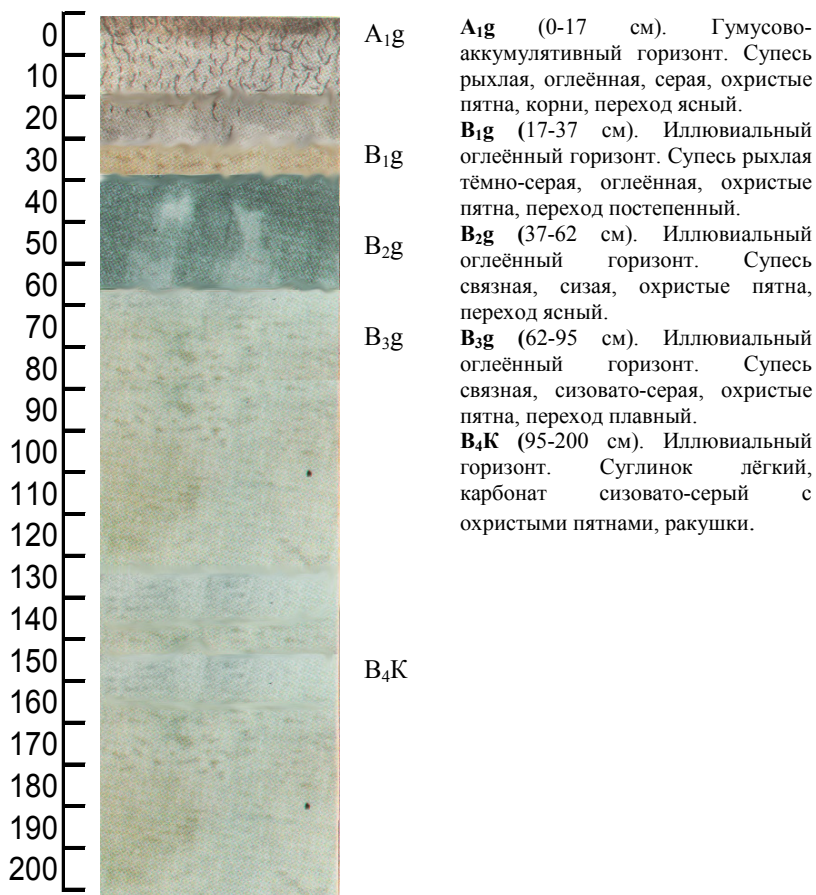 0
10
20
30
40
50
60
70
80
90
100
110
120
130
140
150
160
170
180
190
200
A₁g
B₁g
B₂g
B₃g
B₄К
A₁g (0-17 см). Гумусово-
аккумулятивный горизонт. Супесь
рыхлая, оглеённая, серая, охристые
пятна, корни, переход ясный.
B₁g (17-37 см). Иллювиальный
оглеённый горизонт. Супесь рыхлая
тёмно-серая, оглеённая, охристые
пятна, переход постепенный.
B₂g (37-62 см). Иллювиальный
оглеённый горизонт. Супесь
связная, сизая, охристые пятна,
переход ясный.
B₃g (62-95 см). Иллювиальный
оглеённый горизонт. Супесь
связная, сизовато-серая, охристые
пятна, переход плавный.
B₄К (95-200 см). Иллювиальный
горизонт. Суглинок лёгкий,
карбонат сизовато-серый с
охристыми пятнами, ракушки.